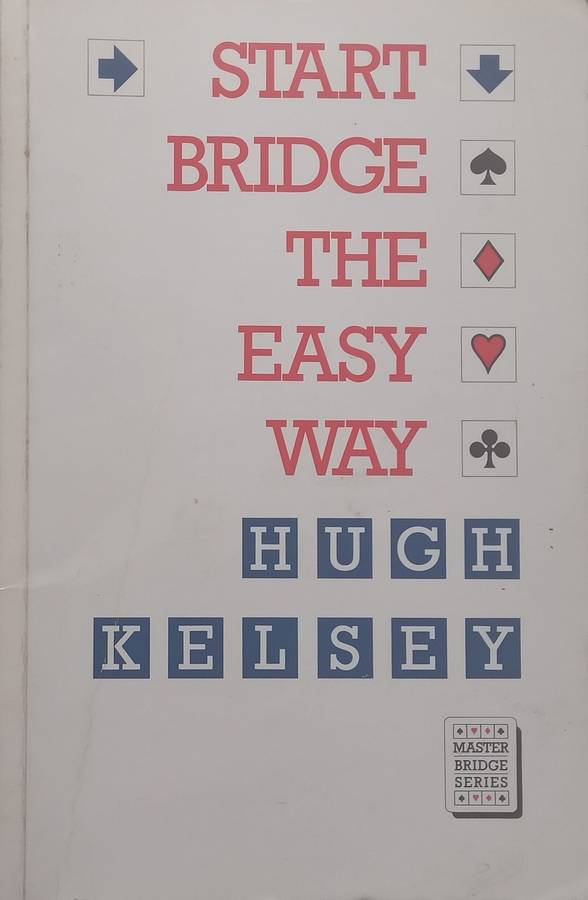 START
BRIDGE
THE
EASY
WAY
HUGH
KELSEY
MASTER
BRIDGE
SERIES